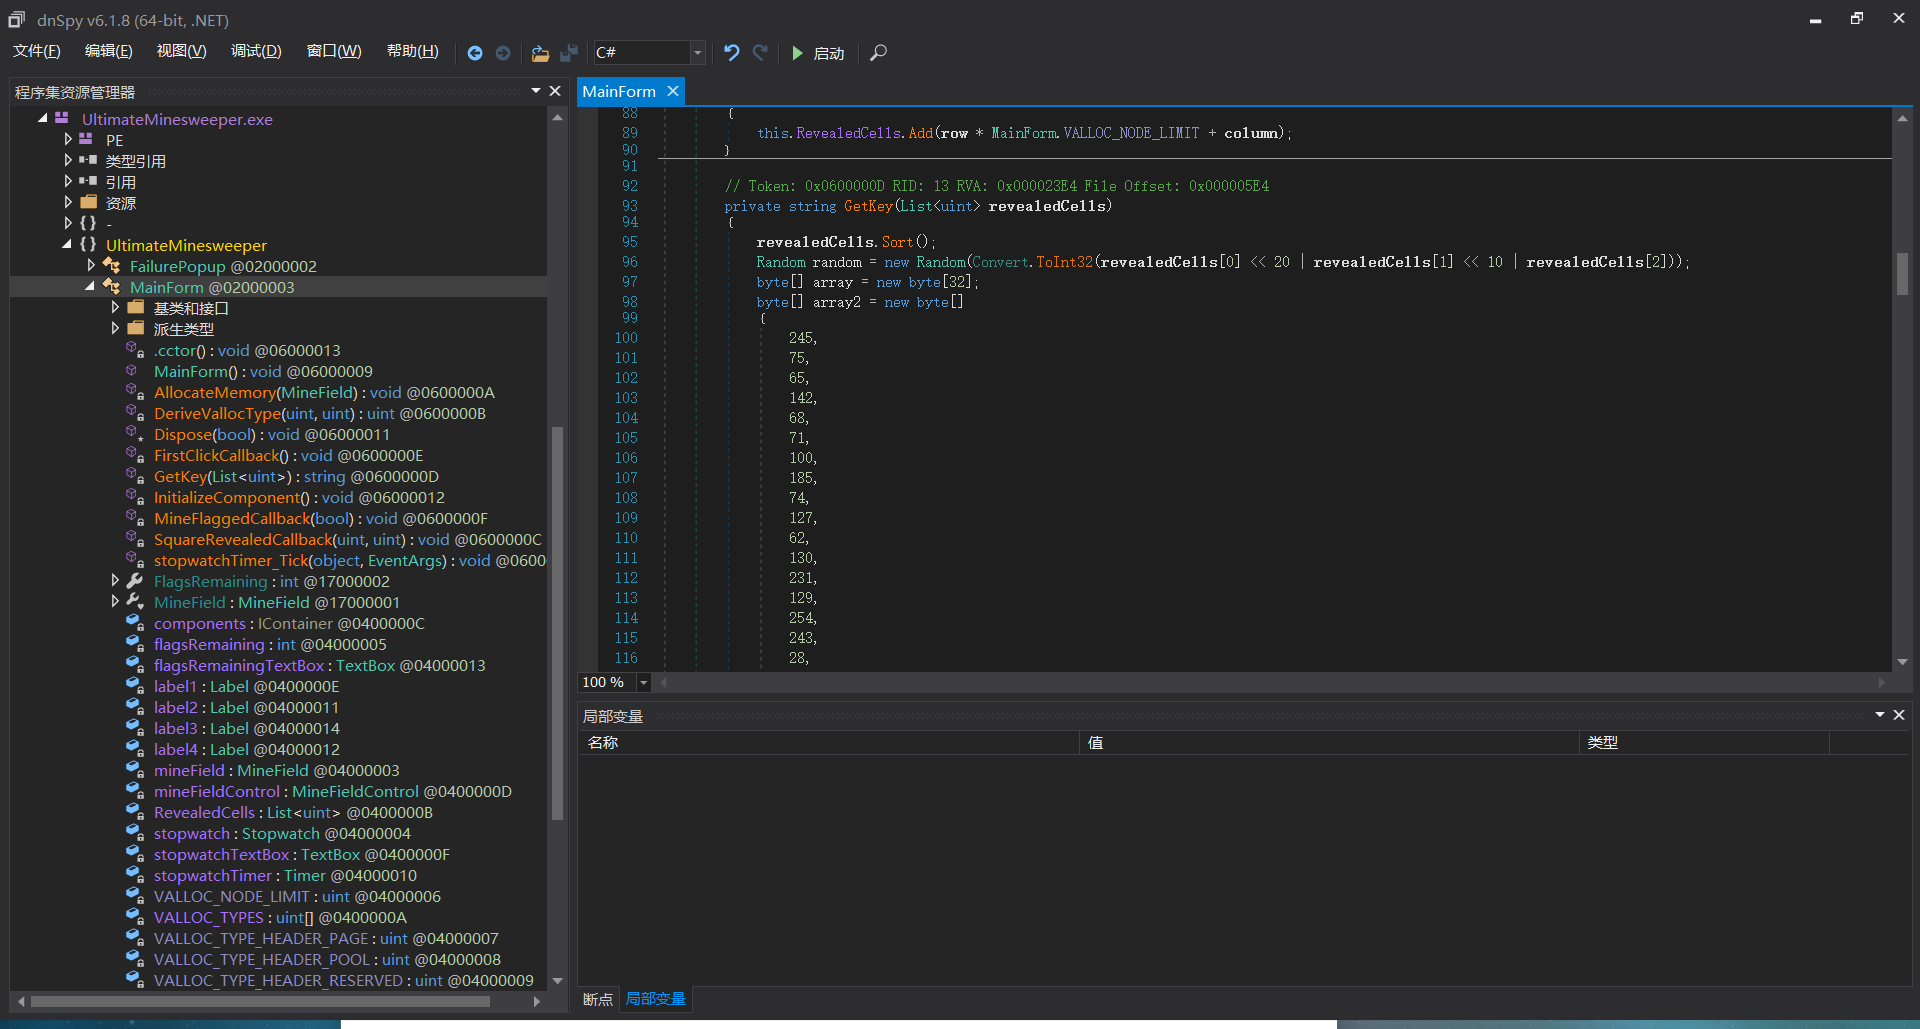 dnSpy v6.1.8 (64-bit, .NET)
文件(F) 编辑(E) 视图(V) 调试(D) 窗口(W) 帮助(H) C# 启动
程序集资源管理器
UltimateMinesweeper.exe
PE
类型引用
引用
资源
{ } -
{ } UltimateMinesweeper
FailurePopup @02000002
MainForm @02000003
基类和接口
派生类型
.cctor() : void @06000013
MainForm() : void @06000009
AllocateMemory(MineField) : void @0600000A
DeriveVallocType(uint, uint) : uint @0600000B
Dispose(bool) : void @06000011
FirstClickCallback() : void @0600000E
GetKey(List<uint>) : string @0600000D
InitializeComponent() : void @06000012
MineFlaggedCallback(bool) : void @0600000F
SquareRevealedCallback(uint, uint) : void @0600000C
stopwatchTimer_Tick(object, EventArgs) : void @0600
FlagsRemaining : int @17000002
MineField : MineField @17000001
components : IContainer @0400000C
flagsRemaining : int @04000005
flagsRemainingTextBox : TextBox @04000013
label1 : Label @0400000E
label2 : Label @04000011
label3 : Label @04000014
label4 : Label @04000012
mineField : MineField @04000003
mineFieldControl : MineFieldControl @0400000D
RevealedCells : List<uint> @0400000B
stopwatch : Stopwatch @04000004
stopwatchTextBox : TextBox @0400000F
stopwatchTimer : Timer @04000010
VALLOC_NODE_LIMIT : uint @04000006
VALLOC_TYPES : uint[] @0400000A
VALLOC_TYPE_HEADER_PAGE : uint @04000007
VALLOC_TYPE_HEADER_POOL : uint @04000008
VALLOC_TYPE_HEADER_RESERVED : uint @04000009
MainForm
88 {
89 this.RevealedCells.Add(row * MainForm.VALLOC_NODE_LIMIT + column);
90 }
91
92 // Token: 0x0600000D RID: 13 RVA: 0x000023E4 File Offset: 0x000005E4
93 private string GetKey(List<uint> revealedCells)
94 {
95 revealedCells.Sort();
96 Random random = new Random(Convert.ToInt32(revealedCells[0] << 20 | revealedCells[1] << 10 | revealedCells[2]));
97 byte[] array = new byte[32];
98 byte[] array2 = new byte[]
99 {
100 245,
101 75,
102 65,
103 142,
104 68,
105 71,
106 100,
107 185,
108 74,
109 127,
110 62,
111 130,
112 231,
113 129,
114 254,
115 243,
116 28,
100 %
局部变量
名称 值 类型
断点 局部变量